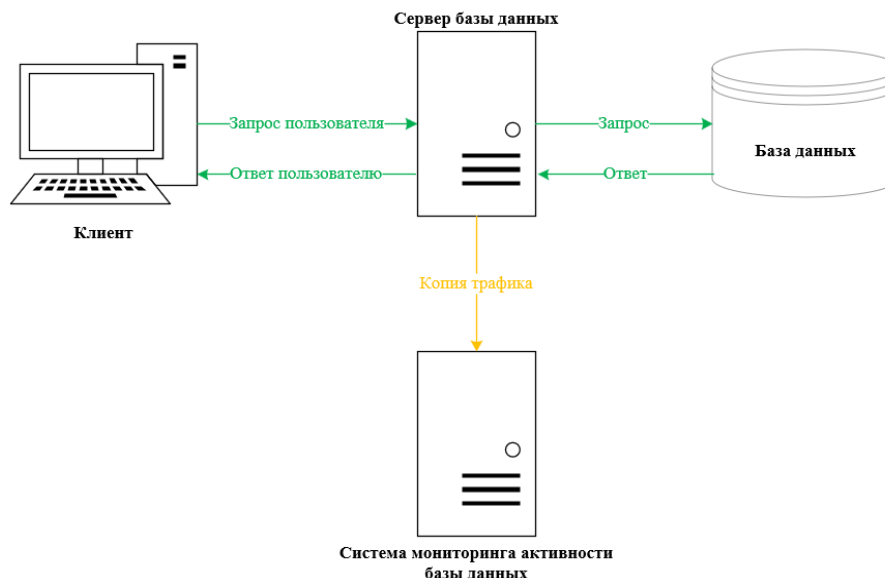 Сервер базы данных
Запрос пользователя
Запрос
Ответ пользователю
Ответ
База данных
Клиент
Копия трафика
Система мониторинга активности
базы данных